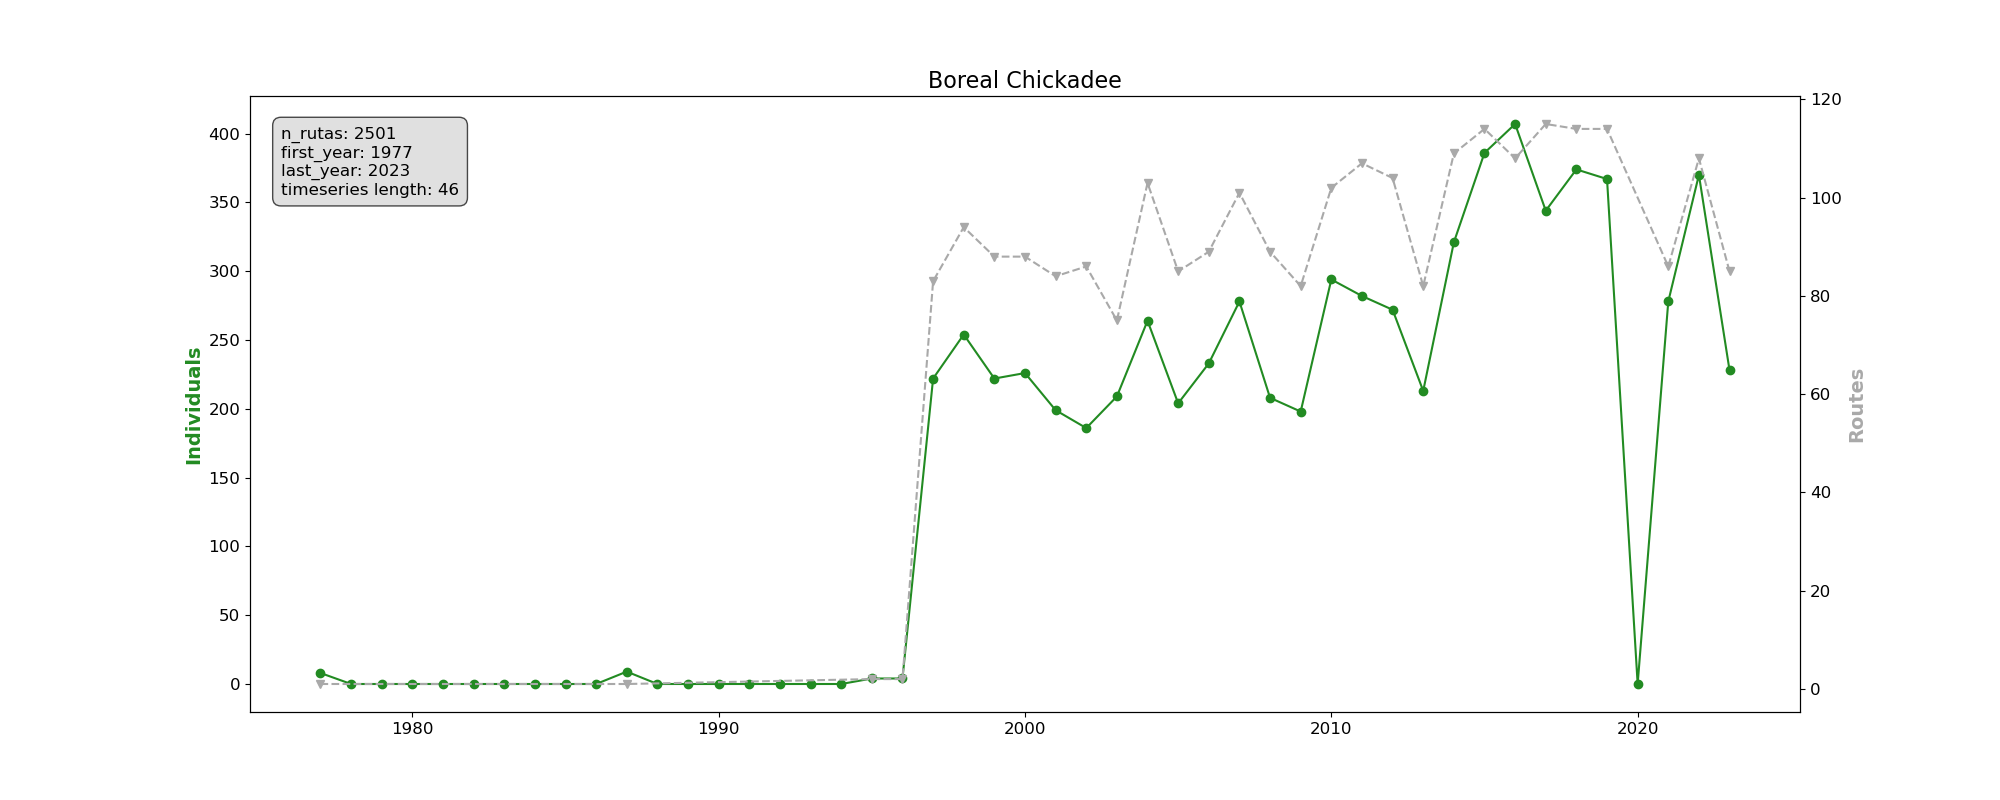 Boreal Chickadee
n_rutas: 2501
first_year: 1977
last_year: 2023
timeseries length: 46
Individuals
400
350
300
250
200
150
100
50
0
120
100
80
60
40
20
0
Routes
1980 1990 2000 2010 2020